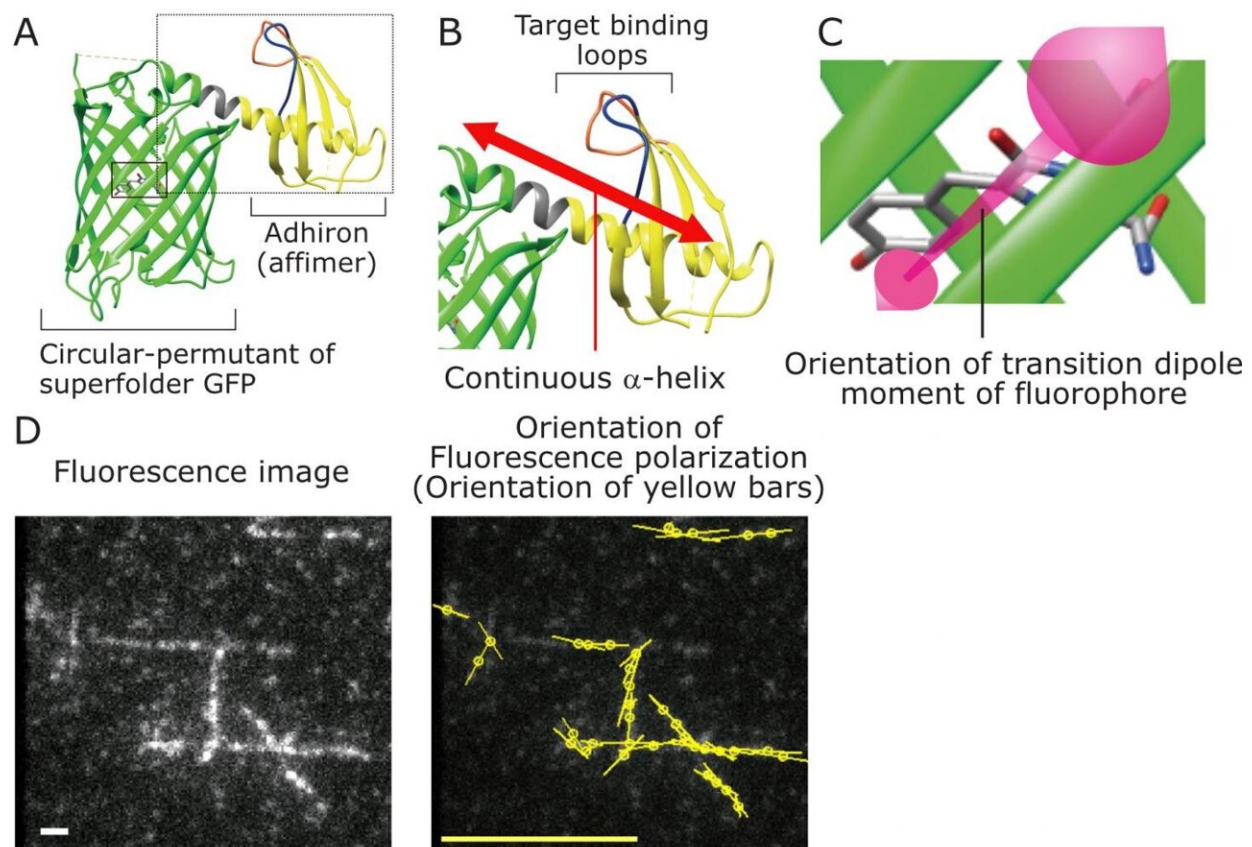 A
Adhiron
(affimer)
Circular-permutant of
superfolder GFP
B
Target binding
loops
Continuous α-helix
C
Orientation of transition dipole
moment of fluorophore
D
Fluorescence image
Orientation of
Fluorescence polarization
(Orientation of yellow bars)